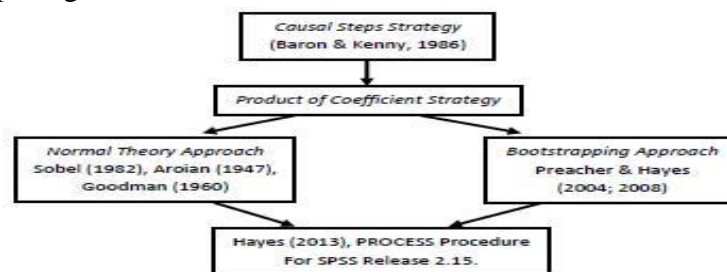 Causal Steps Strategy
(Baron & Kenny, 1986)
Product of Coefficient Strategy
Normal Theory Approach
Sobel (1982), Aroian (1947),
Goodman (1960)
Bootstrapping Approach
Preacher & Hayes
(2004; 2008)
Hayes (2013), PROCESS Procedure
For SPSS Release 2.15.